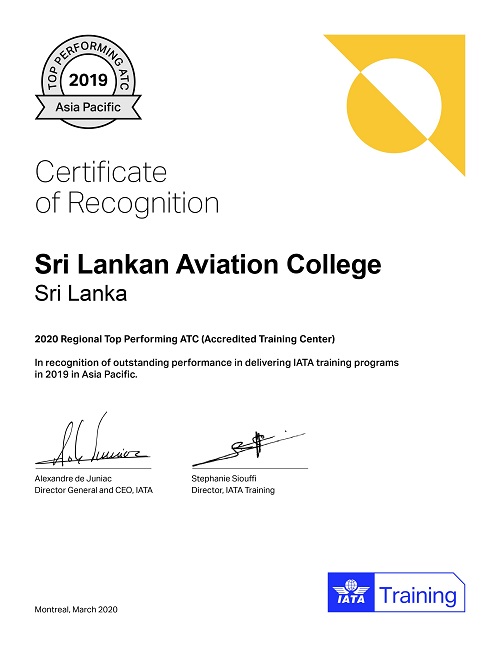 TOP PERFORMING ATC
2019
Asia Pacific
Certificate
of Recognition
Sri Lankan Aviation College
Sri Lanka
2020 Regional Top Performing ATC (Accredited Training Center)
In recognition of outstanding performance in delivering IATA training programs
in 2019 in Asia Pacific.
Alexandre de Juniac
Director General and CEO, IATA
Stephanie Siouffi
Director, IATA Training
IATA
Training
Montreal, March 2020